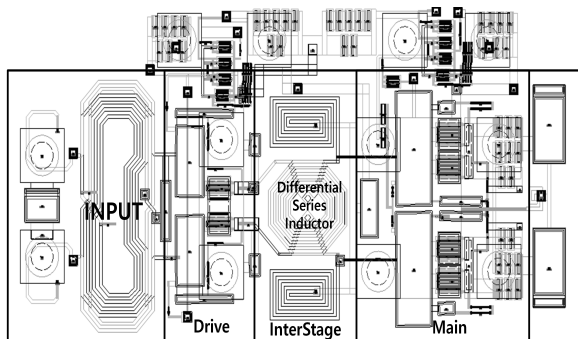 INPUT
Differential
Series
Inductor
Drive
InterStage
Main